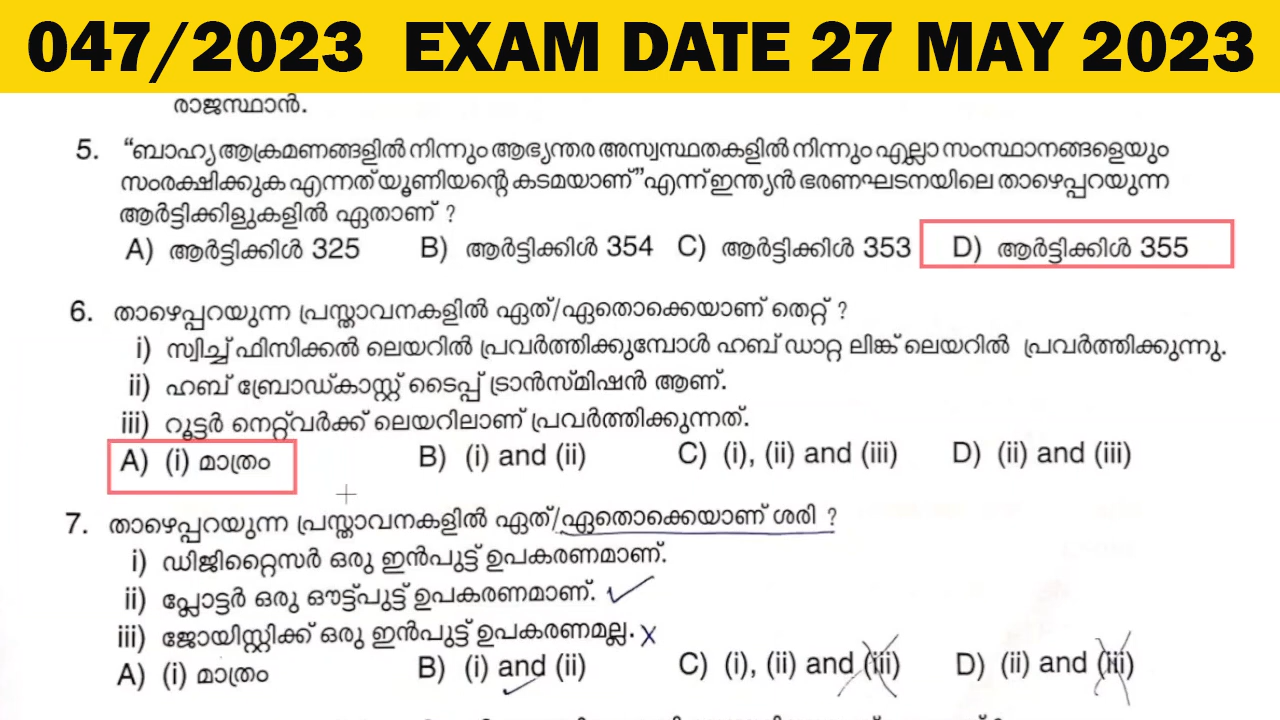 047/2023 EXAM DATE 27 MAY 2023
രാജസ്ഥാൻ.
5. “ബാഹ്യ ആക്രമണങ്ങളിൽ നിന്നും ആഭ്യന്തര അസ്വസ്ഥതകളിൽ നിന്നും എല്ലാ സംസ്ഥാനങ്ങളെയും
സംരക്ഷിക്കുക എന്നത് യൂണിയന്റെ കടമയാണ്” എന്ന് ഇന്ത്യൻ ഭരണഘടനയിലെ താഴെപ്പറയുന്ന
ആർട്ടിക്കിളുകളിൽ ഏതാണ് ?
A) ആർട്ടിക്കിൾ 325 B) ആർട്ടിക്കിൾ 354 C) ആർട്ടിക്കിൾ 353 D) ആർട്ടിക്കിൾ 355
6. താഴെപ്പറയുന്ന പ്രസ്താവനകളിൽ ഏത്/ഏതൊക്കെയാണ് തെറ്റ് ?
i) സ്വിച്ച് ഫിസിക്കൽ ലെയറിൽ പ്രവർത്തിക്കുമ്പോൾ ഹബ് ഡാറ്റ ലിങ്ക് ലെയറിൽ പ്രവർത്തിക്കുന്നു.
ii) ഹബ് ബ്രോഡ്കാസ്റ്റ് ടൈപ്പ് ട്രാൻസ്മിഷൻ ആണ്.
iii) റൂട്ടർ നെറ്റ്‌വർക്ക് ലെയറിലാണ് പ്രവർത്തിക്കുന്നത്.
A) (i) മാത്രം B) (i) and (ii) C) (i), (ii) and (iii) D) (ii) and (iii)
7. താഴെപ്പറയുന്ന പ്രസ്താവനകളിൽ ഏത്/ഏതൊക്കെയാണ് ശരി ?
i) ഡിജിറ്റൈസർ ഒരു ഇൻപുട്ട് ഉപകരണമാണ്.
ii) പ്ലോട്ടർ ഒരു ഔട്ട്പുട്ട് ഉപകരണമാണ്.
iii) ജോയിസ്റ്റിക്ക് ഒരു ഇൻപുട്ട് ഉപകരണമല്ല. x
A) (i) മാത്രം B) (i) and (ii) C) (i), (ii) and (iii) D) (ii) and (iii)